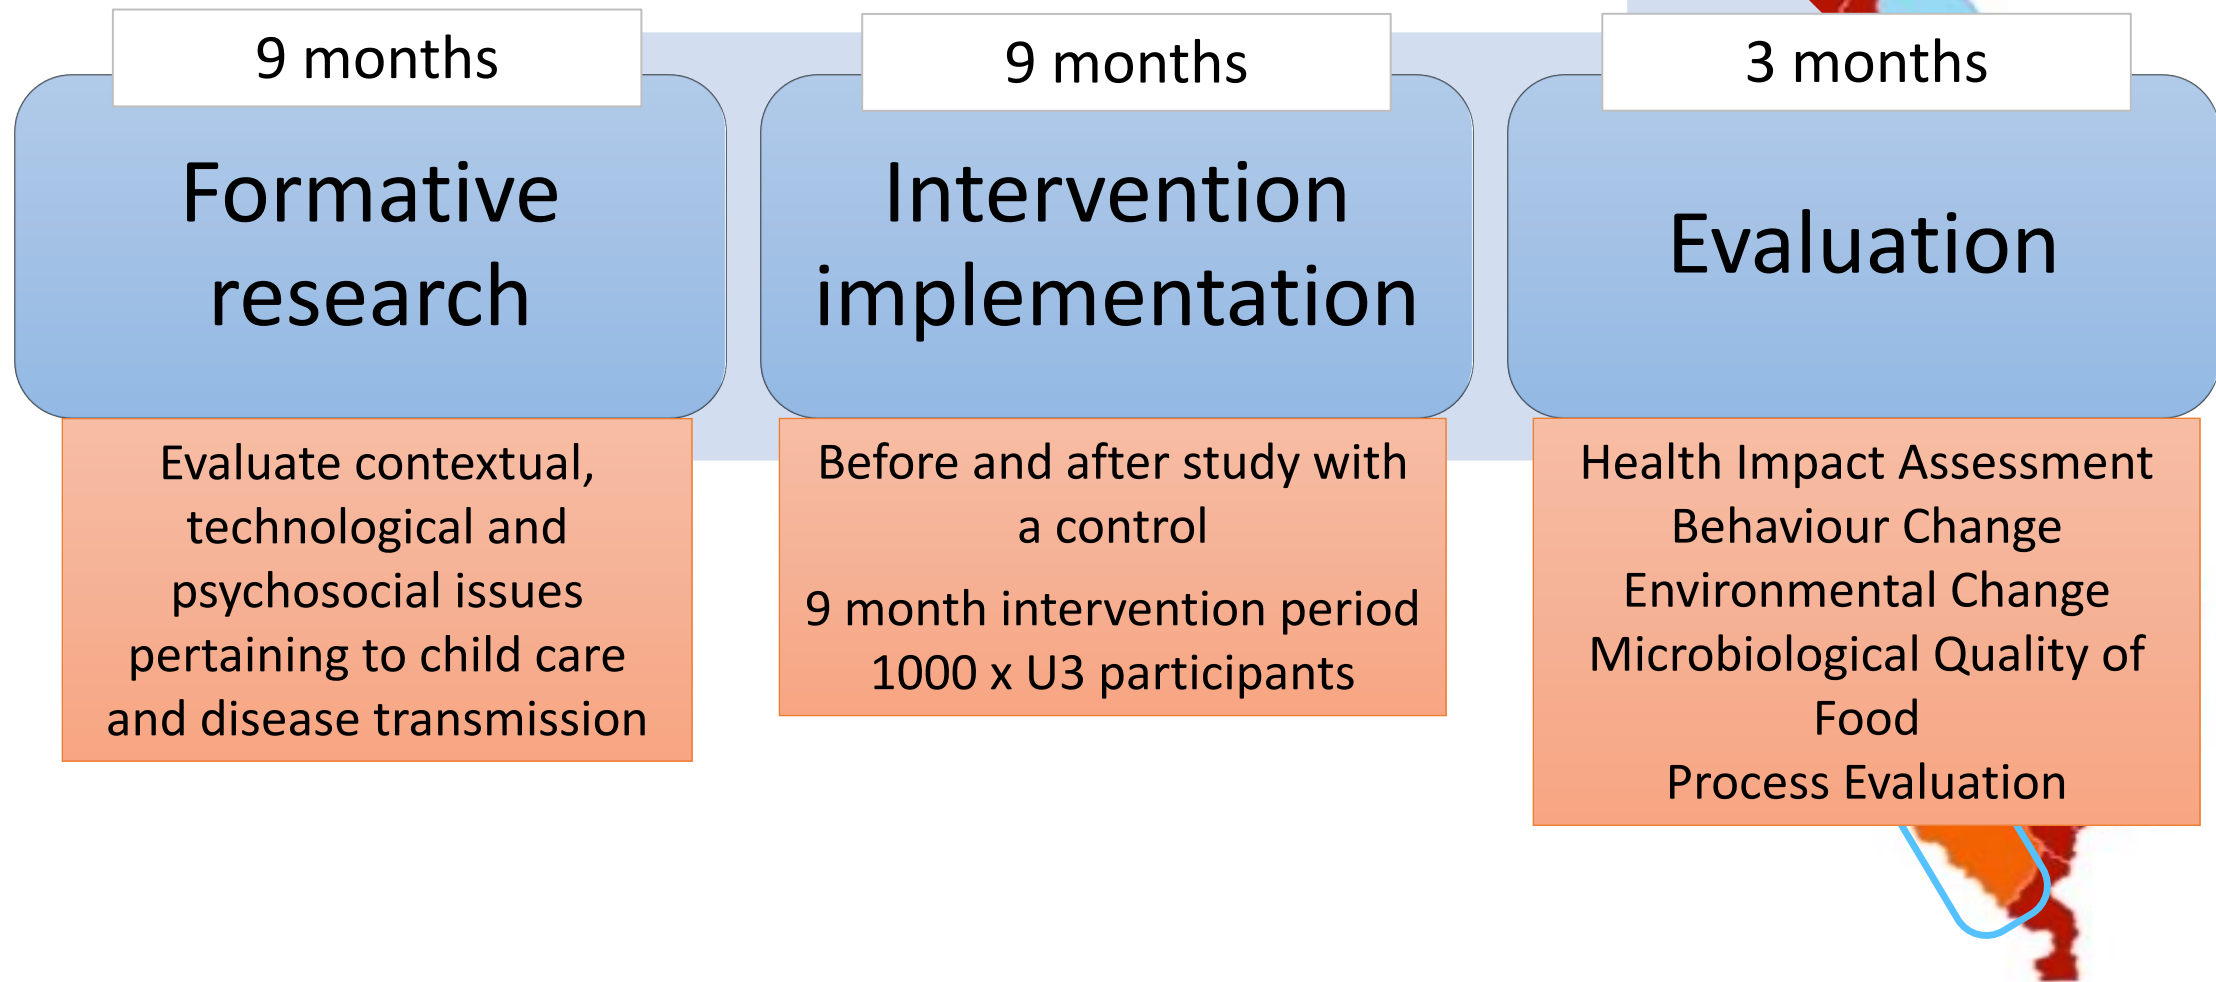 9 months
Formative
research
Evaluate contextual,
technological and
psychosocial issues
pertaining to child care
and disease transmission
9 months
Intervention
implementation
Before and after study with
a control
9 month intervention period
1000 x U3 participants
3 months
Evaluation
Health Impact Assessment
Behaviour Change
Environmental Change
Microbiological Quality of
Food
Process Evaluation